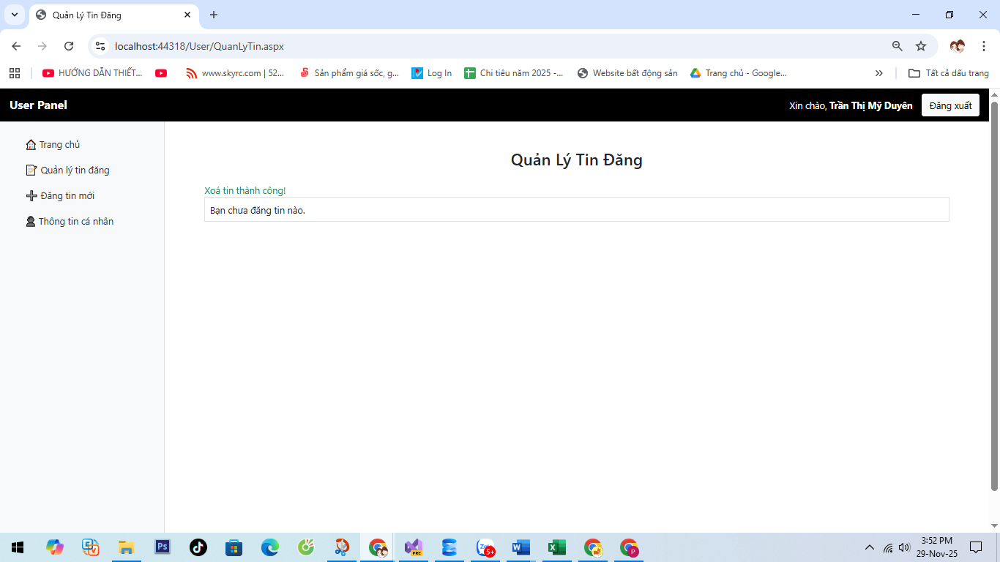 Quản Lý Tin Đăng
localhost:44318/User/QuanLyTin.aspx
HƯỚNG DẪN THIẾT...
www.skyrc.com | 52...
Sản phẩm giá sốc, g...
Log In
Chi tiêu năm 2025 -...
Website bất động sản
Trang chủ - Google...
Tất cả dấu trang
User Panel
Xin chào, Trần Thị Mỹ Duyên
Đăng xuất
Trang chủ
Quản lý tin đăng
Đăng tin mới
Thông tin cá nhân
Quản Lý Tin Đăng
Xoá tin thành công!
Bạn chưa đăng tin nào.
Ps
PRE
Zalo
5+
W
X
P
3:52 PM
29-Nov-25